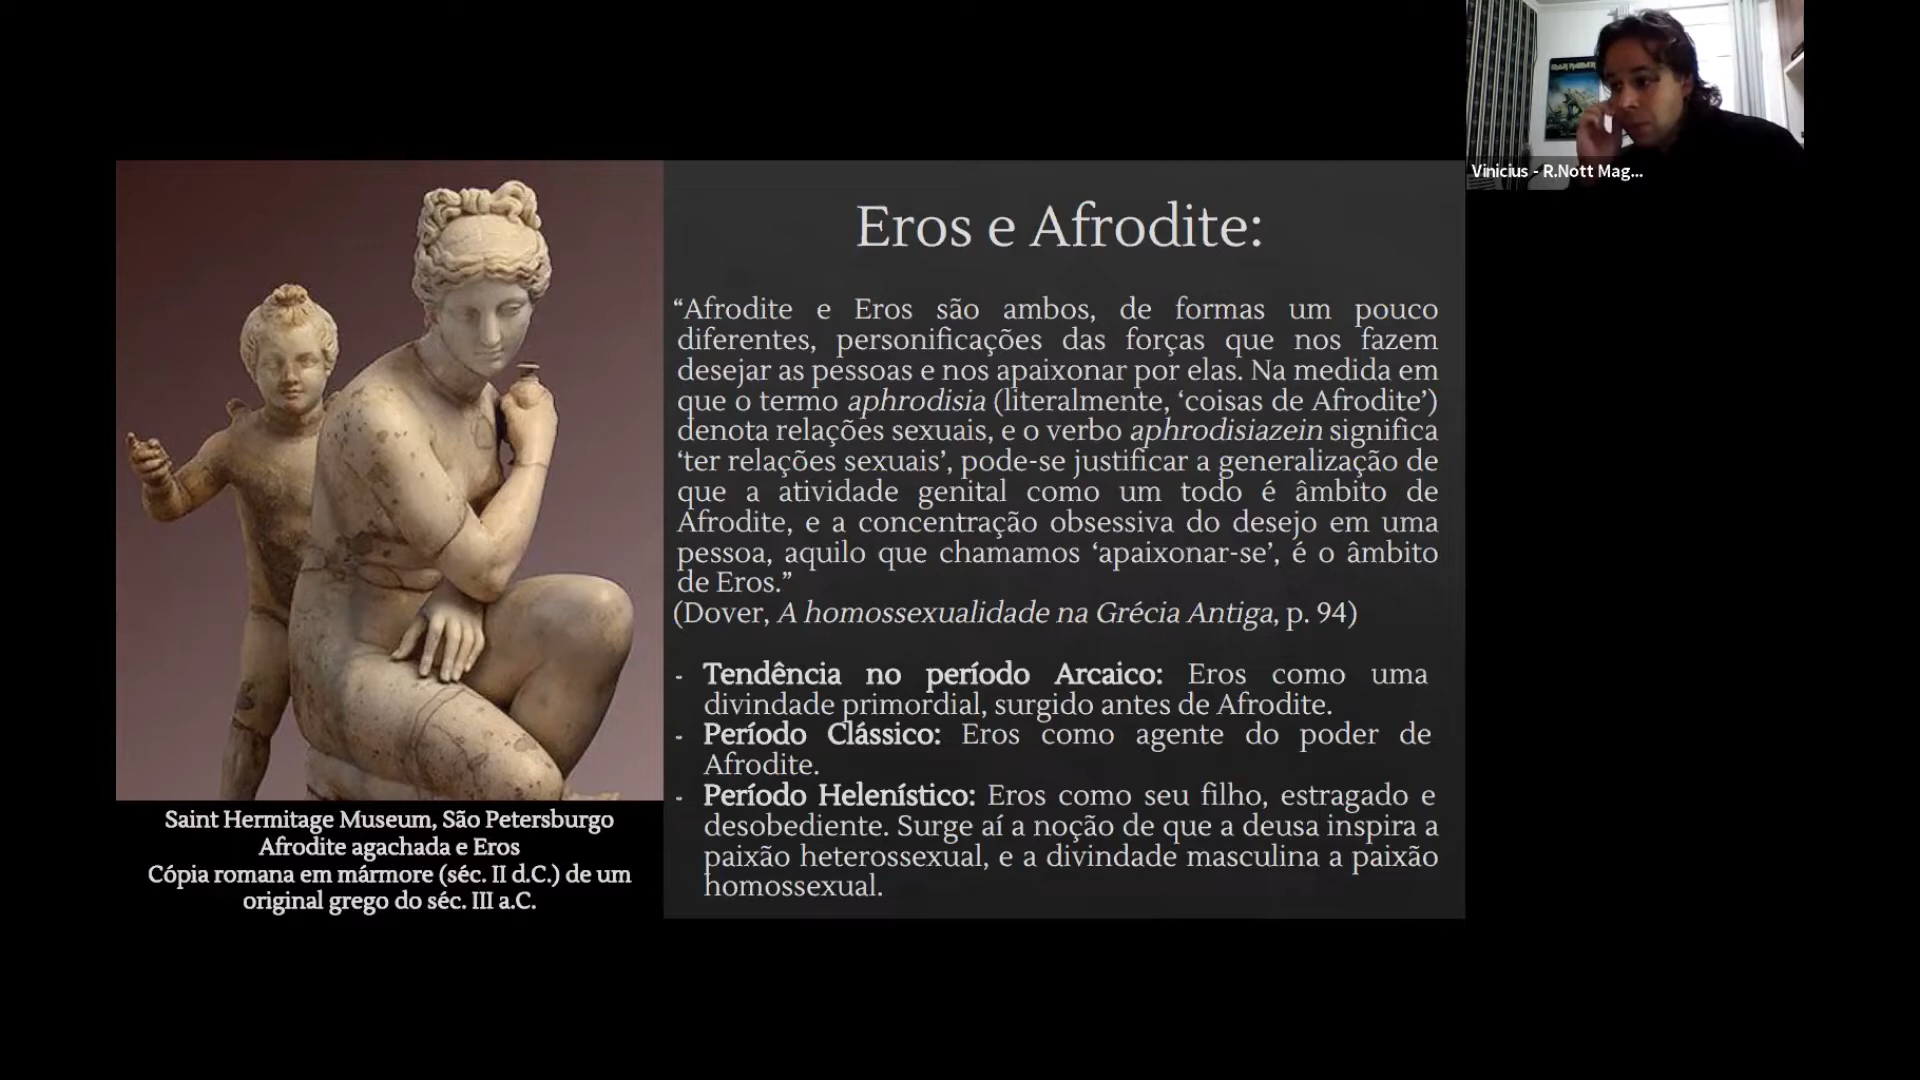 Vinicius - R.Nott Mag...
Eros e Afrodite:
“Afrodite e Eros são ambos, de formas um pouco
diferentes, personificações das forças que nos fazem
desejar as pessoas e nos apaixonar por elas. Na medida em
que o termo aphrodisia (literalmente, ‘coisas de Afrodite’)
denota relações sexuais, e o verbo aphrodisiazein significa
‘ter relações sexuais’, pode-se justificar a generalização de
que a atividade genital como um todo é âmbito de
Afrodite, e a concentração obsessiva do desejo em uma
pessoa, aquilo que chamamos ‘apaixonar-se’, é o âmbito
de Eros.”
(Dover, A homossexualidade na Grécia Antiga, p. 94)
- Tendência no período Arcaico: Eros como uma
divindade primordial, surgido antes de Afrodite.
- Período Clássico: Eros como agente do poder de
Afrodite.
- Período Helenístico: Eros como seu filho, estragado e
desobediente. Surge aí a noção de que a deusa inspira a
paixão heterossexual, e a divindade masculina a paixão
homossexual.
Saint Hermitage Museum, São Petersburgo
Afrodite agachada e Eros
Cópia romana em mármore (séc. II d.C.) de um
original grego do séc. III a.C.